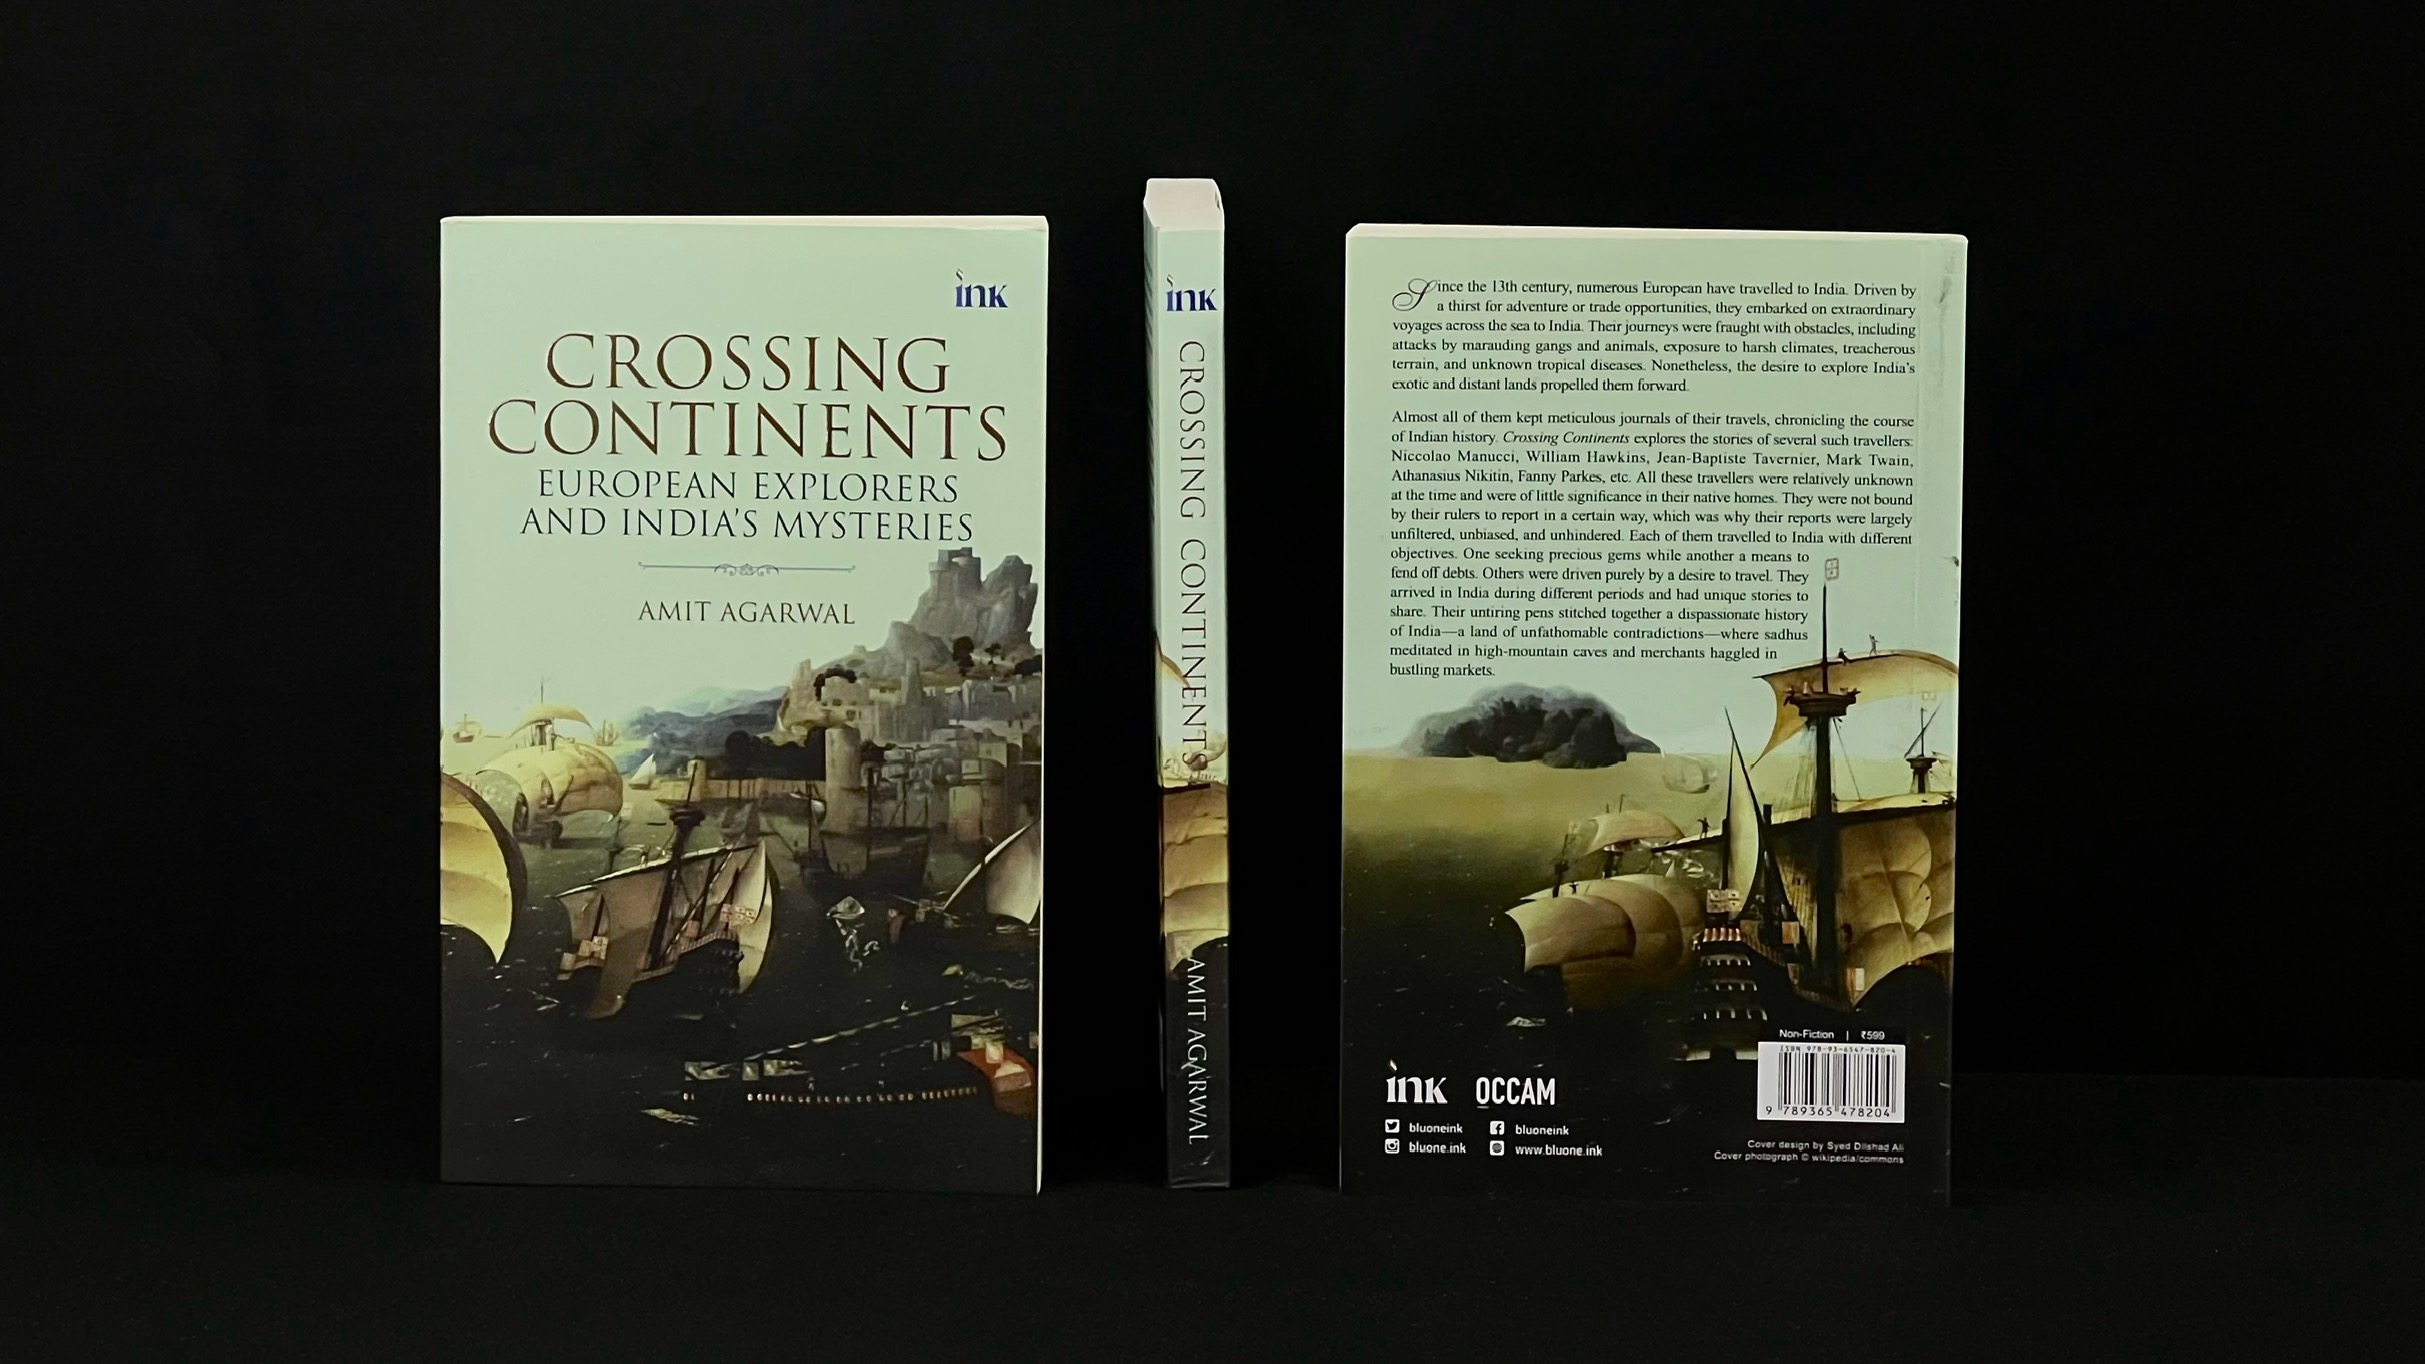 ink
CROSSING
CONTINENTS
EUROPEAN EXPLORERS
AND INDIA'S MYSTERIES
AMIT AGARWAL
ink
CROSSING CONTINENTS
AMIT AGARWAL
Since the 13th century, numerous European have travelled to India. Driven by
a thirst for adventure or trade opportunities, they embarked on extraordinary
voyages across the sea to India. Their journeys were fraught with obstacles, including
attacks by marauding gangs and animals, exposure to harsh climates, treacherous
terrain, and unknown tropical diseases. Nonetheless, the desire to explore India's
exotic and distant lands propelled them forward.
Almost all of them kept meticulous journals of their travels, chronicling the course
of Indian history. Crossing Continents explores the stories of several such travellers:
Niccolao Manucci, William Hawkins, Jean-Baptiste Tavernier, Mark Twain,
Athanasius Nikitin, Fanny Parkes, etc. All these travellers were relatively unknown
at the time and were of little significance in their native homes. They were not bound
by their rulers to report in a certain way, which was why their reports were largely
unfiltered, unbiased, and unhindered. Each of them travelled to India with different
objectives. One seeking precious gems while another a means to
fend off debts. Others were driven purely by a desire to travel. They
arrived in India during different periods and had unique stories to
share. Their untiring pens stitched together a dispassionate history
of India—a land of unfathomable contradictions—where sadhus
meditated in high-mountain caves and merchants haggled in
bustling markets.
Non-Fiction | ₹599
ISBN 978-93-6547-820-4
9 789365 478204
ink OCCAM
bluoneink bluoneink
bluone.ink www.bluone.ink
Cover design by Syed Dilshad Ali
Cover photograph © wikipedia/commons